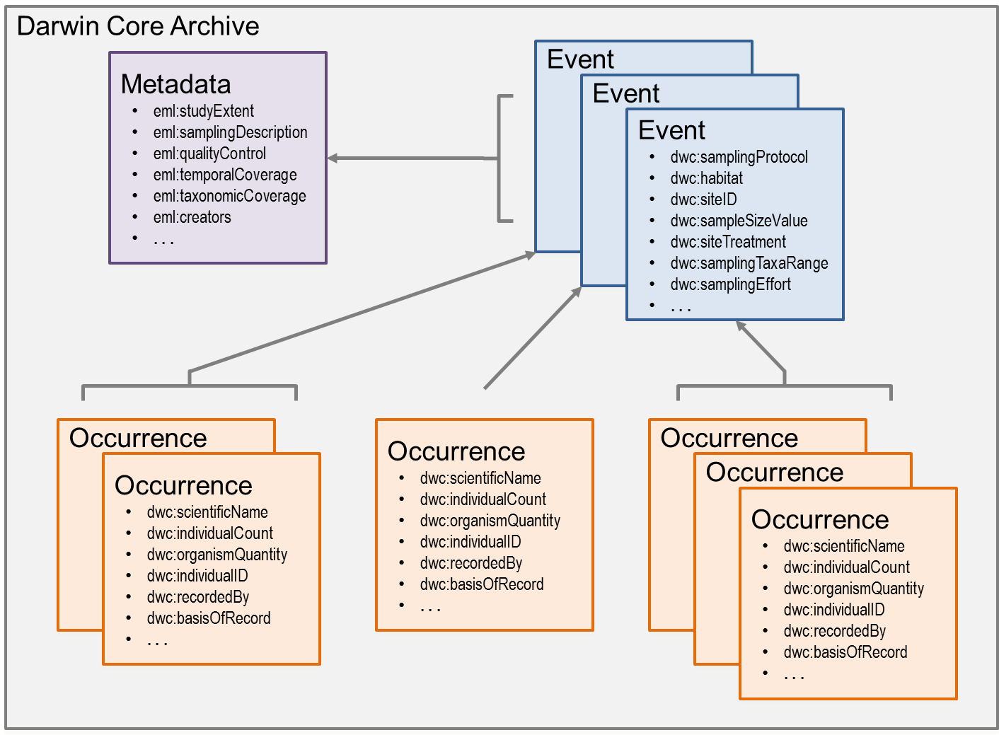 Darwin Core Archive
Metadata
• eml:studyExtent
• eml:samplingDescription
• eml:qualityControl
• eml:temporalCoverage
• eml:taxonomicCoverage
• eml:creators
• . . .
Event
Event
Event
• dwc:samplingProtocol
• dwc:habitat
• dwc:siteID
• dwc:sampleSizeValue
• dwc:siteTreatment
• dwc:samplingTaxaRange
• dwc:samplingEffort
• . . .
Occurrence
Occurrence
• dwc:scientificName
• dwc:individualCount
• dwc:organismQuantity
• dwc:individualID
• dwc:recordedBy
• dwc:basisOfRecord
• . . .
Occurrence
• dwc:scientificName
• dwc:individualCount
• dwc:organismQuantity
• dwc:individualID
• dwc:recordedBy
• dwc:basisOfRecord
• . . .
Occurrence
Occurrence
Occurrence
• dwc:scientificName
• dwc:individualCount
• dwc:organismQuantity
• dwc:individualID
• dwc:recordedBy
• dwc:basisOfRecord
• . . .